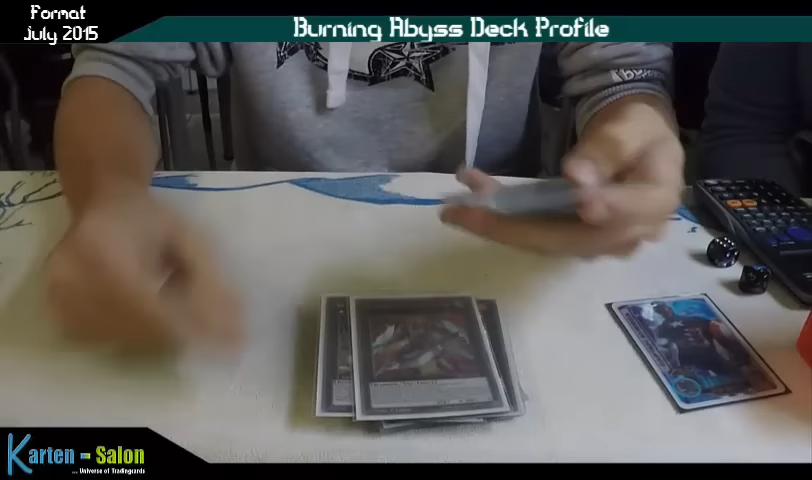 Format
July 2015
Burning Abyss Deck Profile
Karten - Salon
... Universe of Tradingcards